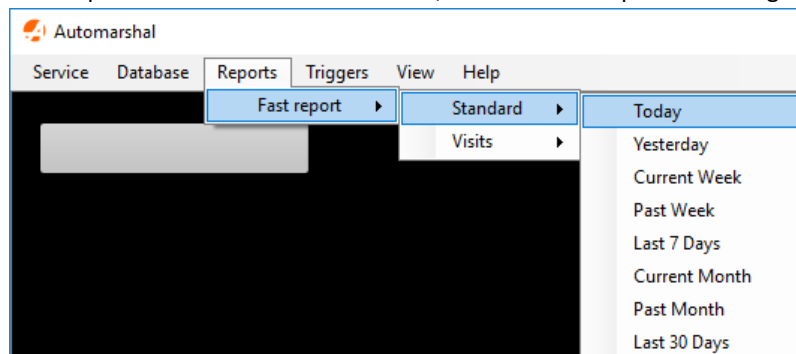 Automarshal
Service Database Reports Triggers View Help
Fast report
Standard
Visits
Today
Yesterday
Current Week
Past Week
Last 7 Days
Current Month
Past Month
Last 30 Days